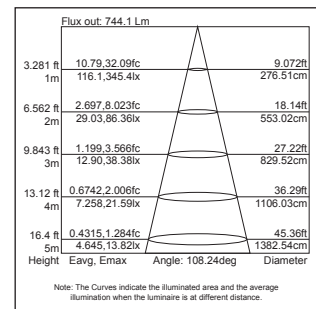 Flux out: 744.1 Lm
3.281 ft 10.79,32.09fc 9.072ft
1m 116.1,345.4lx 276.51cm
6.562 ft 2.697,8.023fc 18.14ft
2m 29.03,86.36lx 553.02cm
9.843 ft 1.199,3.566fc 27.22ft
3m 12.90,38.38lx 829.52cm
13.12 ft 0.6742,2.006fc 36.29ft
4m 7.258,21.59lx 1106.03cm
16.4 ft 0.4315,1.284fc 45.36ft
5m 4.645,13.82lx 1382.54cm
Height Eavg, Emax Angle: 108.24deg Diameter
Note: The Curves indicate the illuminated area and the average
illumination when the luminaire is at different distance.